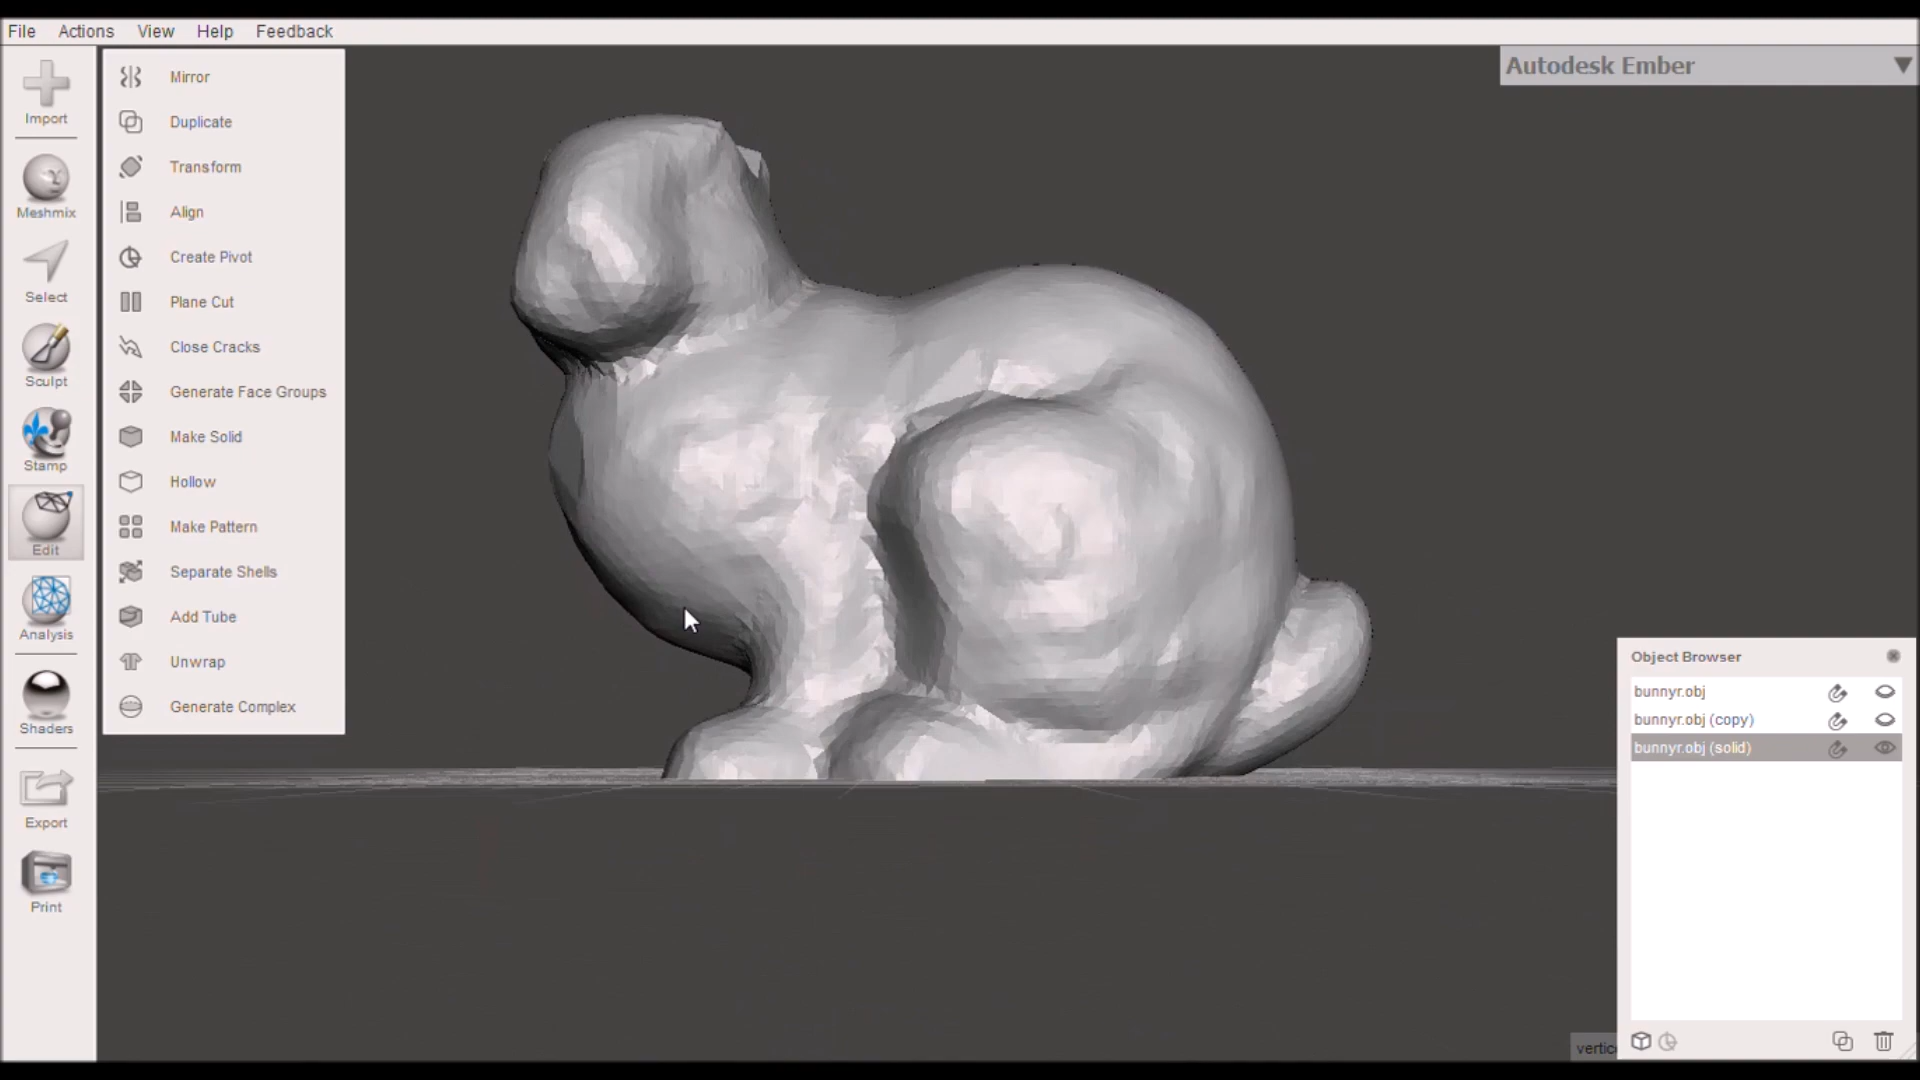 File Actions View Help Feedback
Import
Meshmix
Select
Sculpt
Stamp
Edit
Analysis
Shaders
Export
Print
Mirror
Duplicate
Transform
Align
Create Pivot
Plane Cut
Close Cracks
Generate Face Groups
Make Solid
Hollow
Make Pattern
Separate Shells
Add Tube
Unwrap
Generate Complex
Autodesk Ember
Object Browser
bunnyr.obj
bunnyr.obj (copy)
bunnyr.obj (solid)